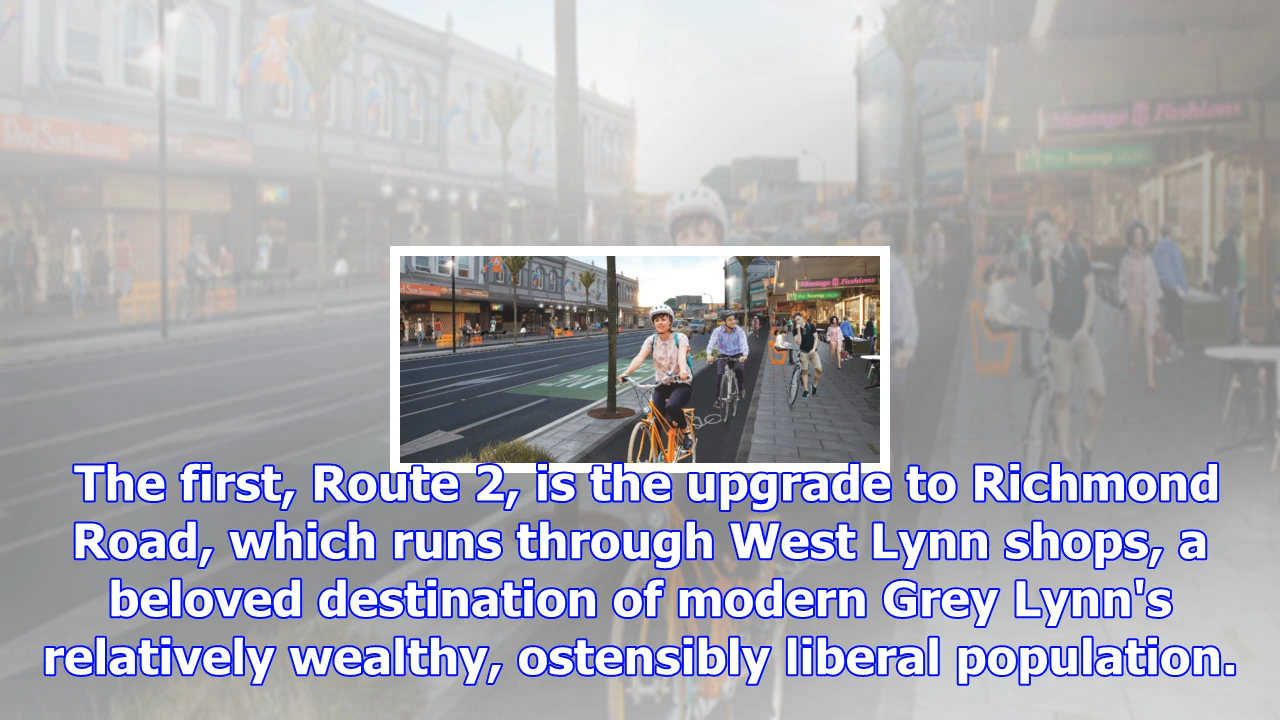 The first, Route 2, is the upgrade to Richmond
Road, which runs through West Lynn shops, a
beloved destination of modern Grey Lynn's
relatively wealthy, ostensibly liberal population.